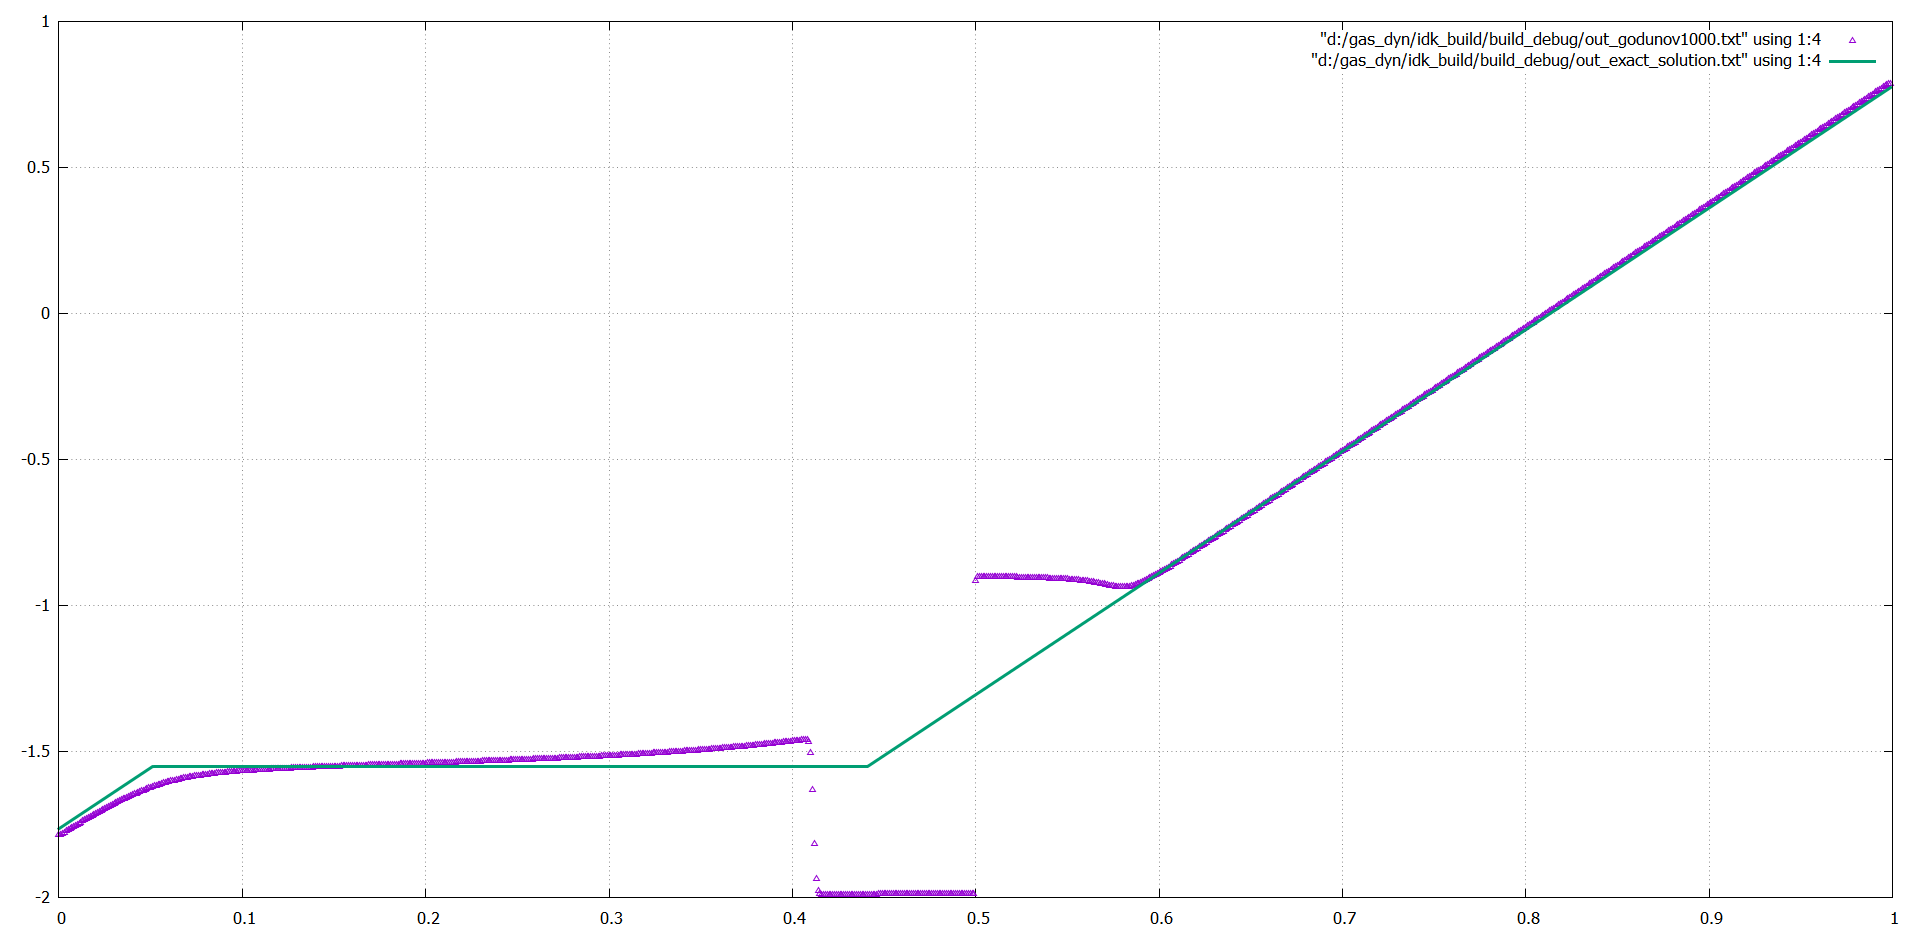 1
"d:/gas_dyn/idk_build/build_debug/out_godunov1000.txt" using 1:4
"d:/gas_dyn/idk_build/build_debug/out_exact_solution.txt" using 1:4
0.5
0
-0.5
-1
-1.5
-2
0 0.1 0.2 0.3 0.4 0.5 0.6 0.7 0.8 0.9 1